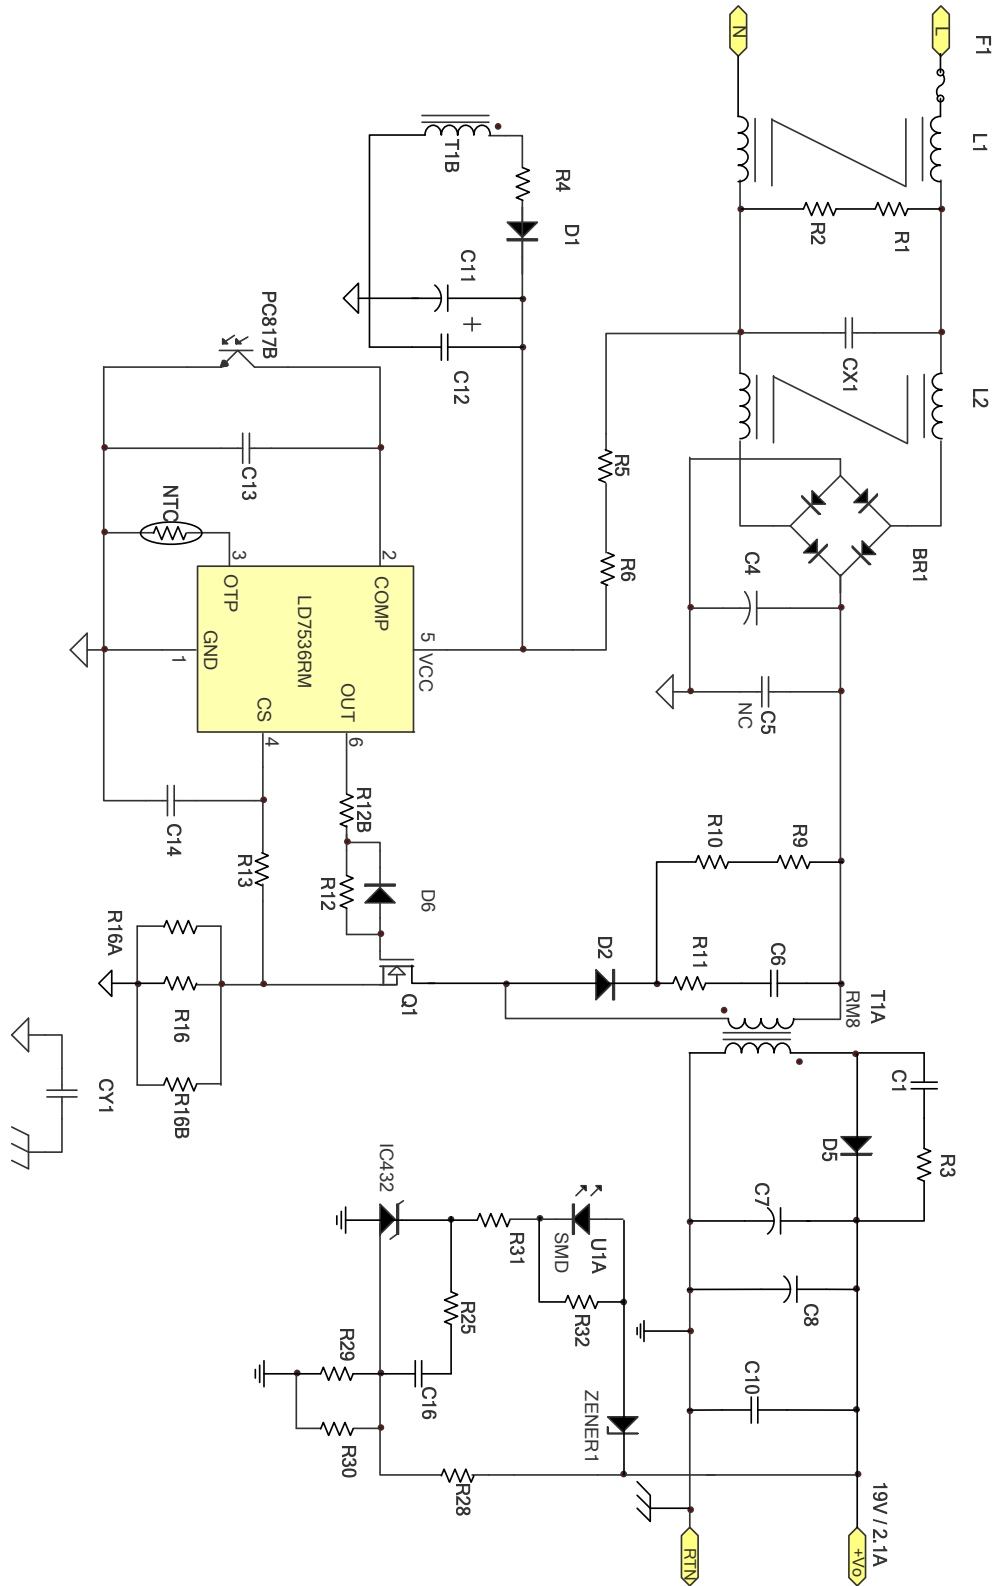 F1
L
N
L1
R1
R2
T1B
R4
D1
C11
+
C12
CX1
L2
PC817B
C13
NTC
R5
R6
BR1
C4
C5
NC
3
OTP
2
COMP
LD7536RM
5
VCC
1
GND
CS
4
OUT
6
C14
R13
R12B
R12
D6
R10
R9
R16A
R16
R16B
Q1
D2
R11
C6
T1A
RM8
CY1
C1
R3
D5
C7
C8
C10
IC432
R31
U1A
SMD
R32
R25
R29
C16
R30
ZENER1
R28
19V / 2.1A
+Vo
RTN